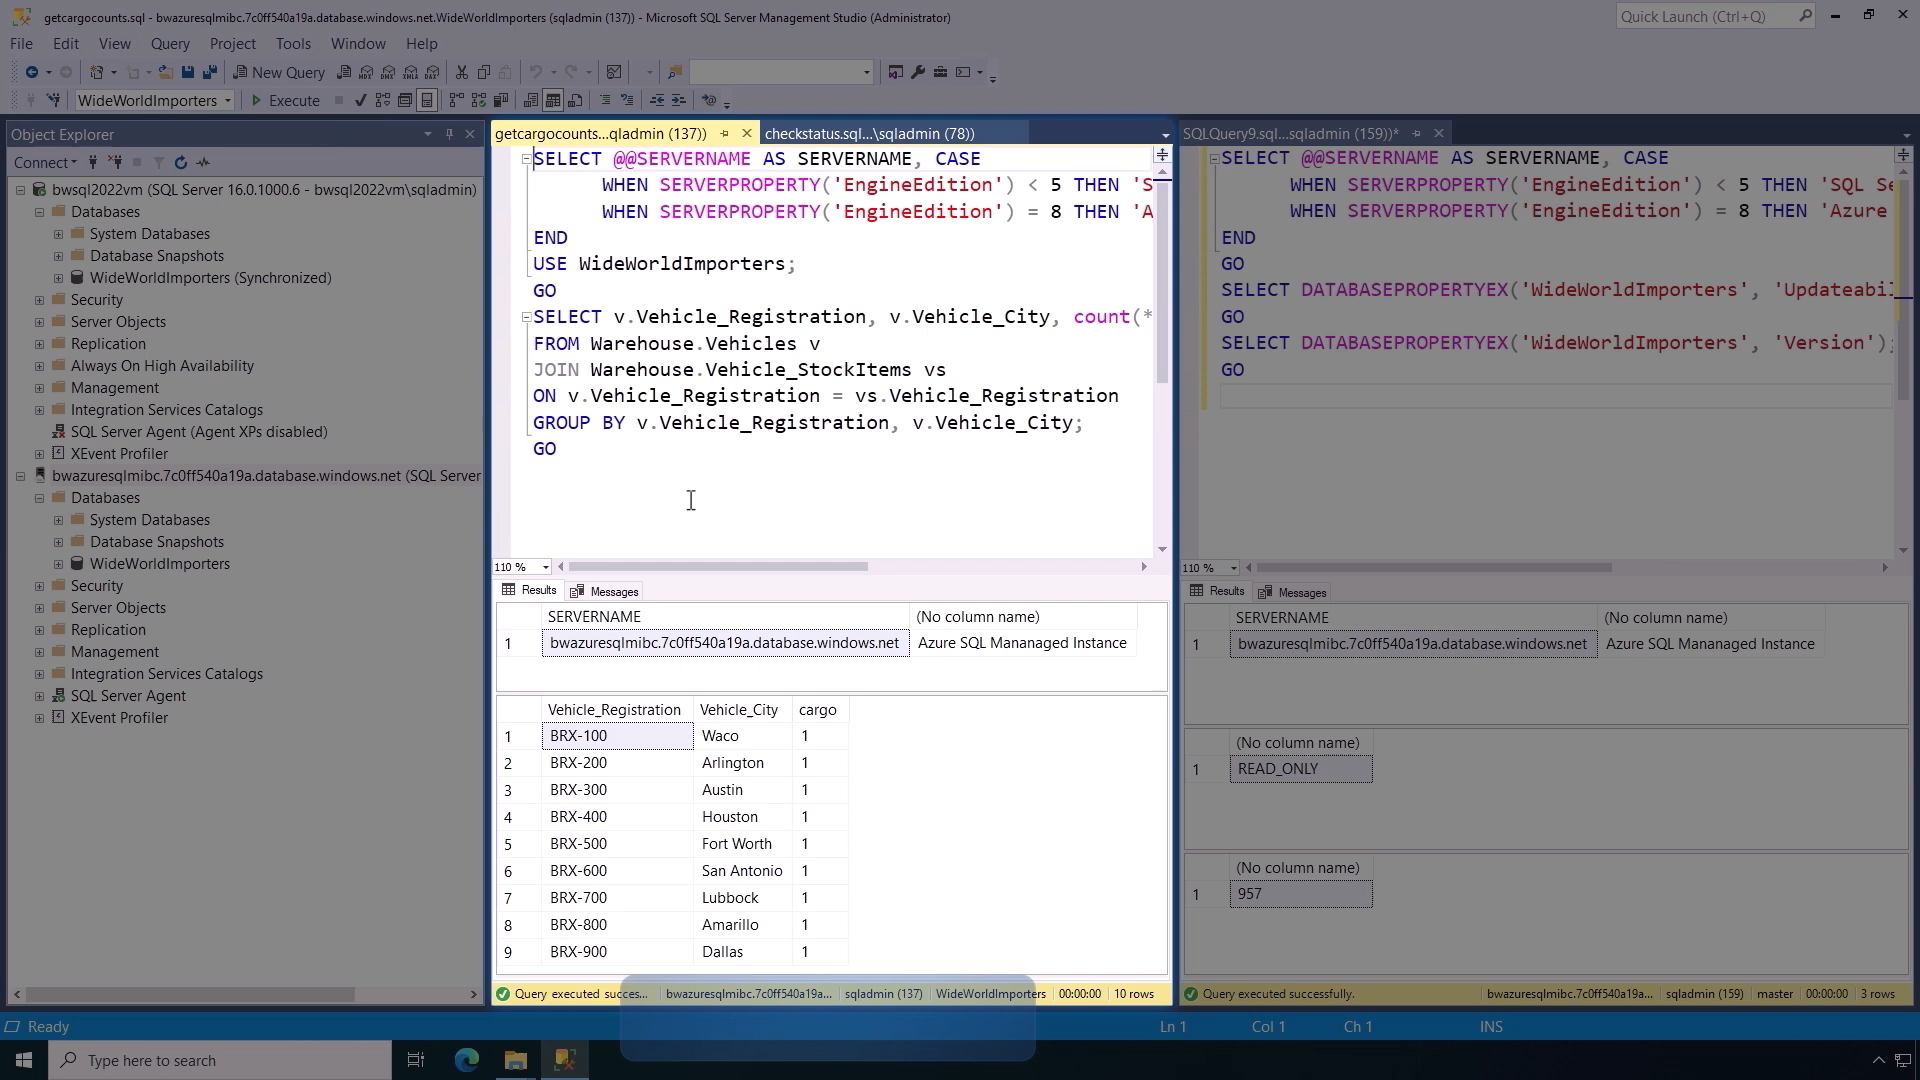 getcargocounts.sql - bwazuresqlmibc.7c0ff540a19a.database.windows.net.WideWorldImporters (sqladmin (137)) - Microsoft SQL Server Management Studio (Administrator)
Quick Launch (Ctrl+Q)
File Edit View Query Project Tools Window Help
New Query
WideWorldImporters Execute
Object Explorer
Connect
bwsql2022vm (SQL Server 16.0.1000.6 - bwsql2022vm\sqladmin)
Databases
System Databases
Database Snapshots
WideWorldImporters (Synchronized)
Security
Server Objects
Replication
Always On High Availability
Management
Integration Services Catalogs
SQL Server Agent (Agent XPs disabled)
XEvent Profiler
bwazuresqlmibc.7c0ff540a19a.database.windows.net (SQL Server
Databases
System Databases
Database Snapshots
WideWorldImporters
Security
Server Objects
Replication
Management
Integration Services Catalogs
SQL Server Agent
XEvent Profiler
getcargocounts...qladmin (137)) checkstatus.sql...\sqladmin (78))
SELECT @@SERVERNAME AS SERVERNAME, CASE
WHEN SERVERPROPERTY('EngineEdition') < 5 THEN 'S
WHEN SERVERPROPERTY('EngineEdition') = 8 THEN 'A
END
USE WideWorldImporters;
GO
SELECT v.Vehicle_Registration, v.Vehicle_City, count(*
FROM Warehouse.Vehicles v
JOIN Warehouse.Vehicle_StockItems vs
ON v.Vehicle_Registration = vs.Vehicle_Registration
GROUP BY v.Vehicle_Registration, v.Vehicle_City;
GO
110 %
Results Messages
SERVERNAME (No column name)
1 bwazuresqlmibc.7c0ff540a19a.database.windows.net Azure SQL Mananaged Instance
Vehicle_Registration Vehicle_City cargo
1 BRX-100 Waco 1
2 BRX-200 Arlington 1
3 BRX-300 Austin 1
4 BRX-400 Houston 1
5 BRX-500 Fort Worth 1
6 BRX-600 San Antonio 1
7 BRX-700 Lubbock 1
8 BRX-800 Amarillo 1
9 BRX-900 Dallas 1
Query executed succes... bwazuresqlmibc.7c0ff540a19a... sqladmin (137) WideWorldImporters 00:00:00 10 rows
SQLQuery9.sql...sqladmin (159))*
SELECT @@SERVERNAME AS SERVERNAME, CASE
WHEN SERVERPROPERTY('EngineEdition') < 5 THEN 'SQL Se
WHEN SERVERPROPERTY('EngineEdition') = 8 THEN 'Azure
END
GO
SELECT DATABASEPROPERTYEX('WideWorldImporters', 'Updateabil
GO
SELECT DATABASEPROPERTYEX('WideWorldImporters', 'Version');
GO
110 %
Results Messages
SERVERNAME (No column name)
1 bwazuresqlmibc.7c0ff540a19a.database.windows.net Azure SQL Mananaged Instance
(No column name)
1 READ_ONLY
(No column name)
1 957
Query executed successfully. bwazuresqlmibc.7c0ff540a19a... sqladmin (159) master 00:00:00 3 rows
Ready Ln 1 Col 1 Ch 1 INS
Type here to search